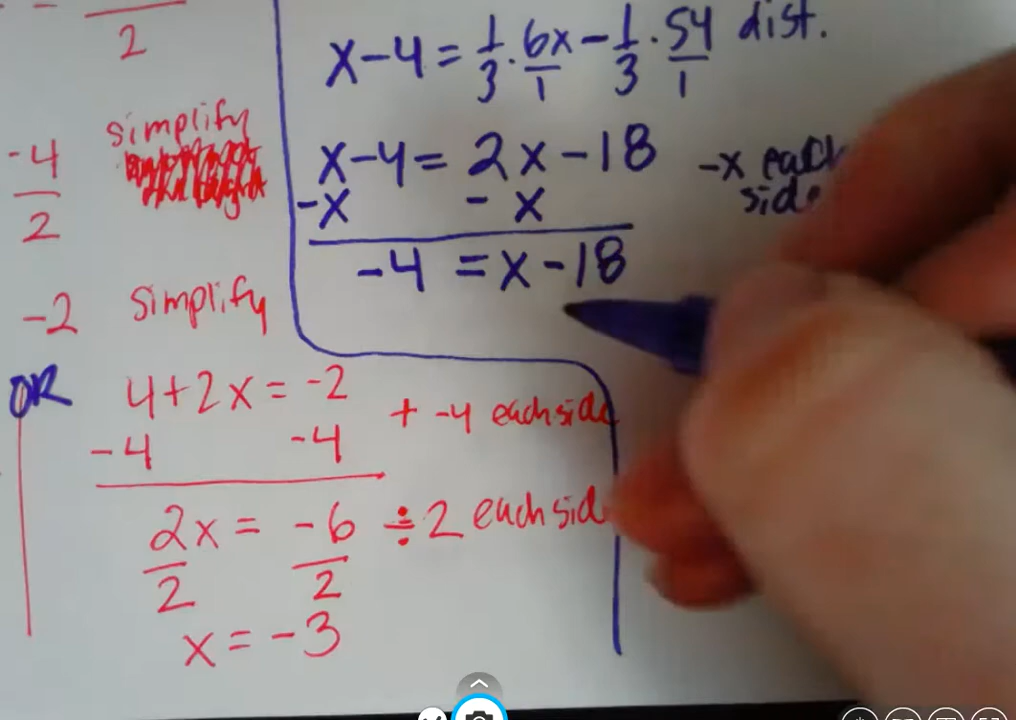 2
-4/2
simplify
-2 simplify
OR 4+2x = -2
-4 -4 + -4 each side
2x = -6 ÷2 each sid
2 2
x = -3
x-4 = 1/3 · 6x/1 - 1/3 · 54/1 dist.
x-4 = 2x-18 -x each side
-x - x
-4 = x-18